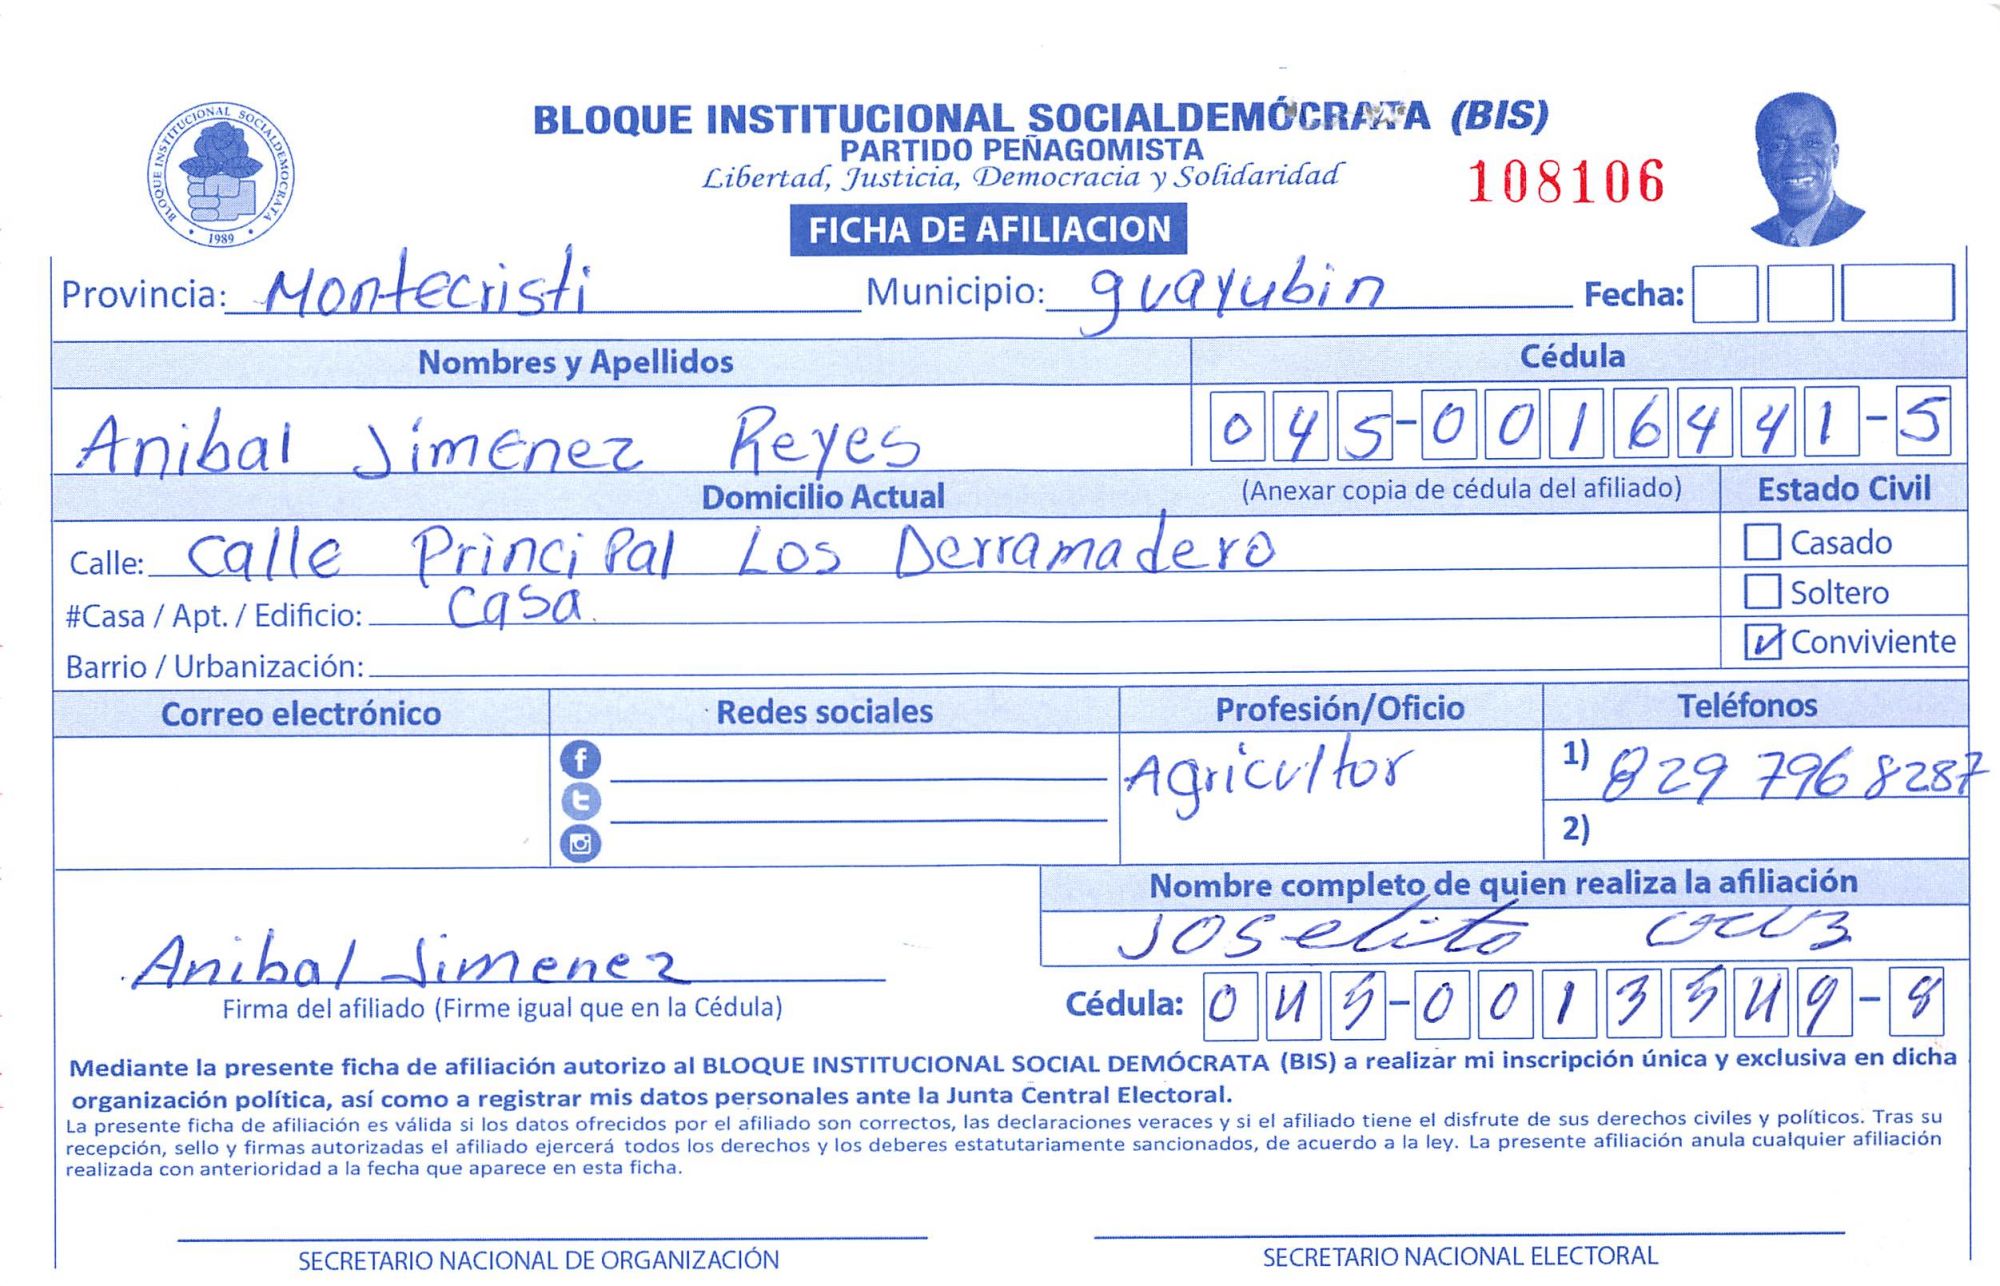 BLOQUE INSTITUCIONAL SOCIALDEMOCRATA
1989
BLOQUE INSTITUCIONAL SOCIALDEMÓCRATA (BIS)
PARTIDO PEÑAGOMISTA
Libertad, Justicia, Democracia y Solidaridad
108106
FICHA DE AFILIACION
Provincia: Montecristi Municipio: guayubin Fecha:
Nombres y Apellidos Cédula
Anibal Jimenez Reyes 045-0016441-5
Domicilio Actual (Anexar copia de cédula del afiliado) Estado Civil
Calle: calle Principal Los Derramadero Casado
#Casa / Apt. / Edificio: casa Soltero
Barrio / Urbanización: Conviviente
Correo electrónico Redes sociales Profesión/Oficio Teléfonos
Agricultor 1) 829 796 8287
2)
Nombre completo de quien realiza la afiliación
Joselito cruz
Anibal Jimenez
Firma del afiliado (Firme igual que en la Cédula) Cédula: 045-0013549-8
Mediante la presente ficha de afiliación autorizo al BLOQUE INSTITUCIONAL SOCIAL DEMÓCRATA (BIS) a realizar mi inscripción única y exclusiva en dicha
organización política, así como a registrar mis datos personales ante la Junta Central Electoral.
La presente ficha de afiliación es válida si los datos ofrecidos por el afiliado son correctos, las declaraciones veraces y si el afiliado tiene el disfrute de sus derechos civiles y políticos. Tras su
recepción, sello y firmas autorizadas el afiliado ejercerá todos los derechos y los deberes estatutariamente sancionados, de acuerdo a la ley. La presente afiliación anula cualquier afiliación
realizada con anterioridad a la fecha que aparece en esta ficha.
SECRETARIO NACIONAL DE ORGANIZACIÓN SECRETARIO NACIONAL ELECTORAL